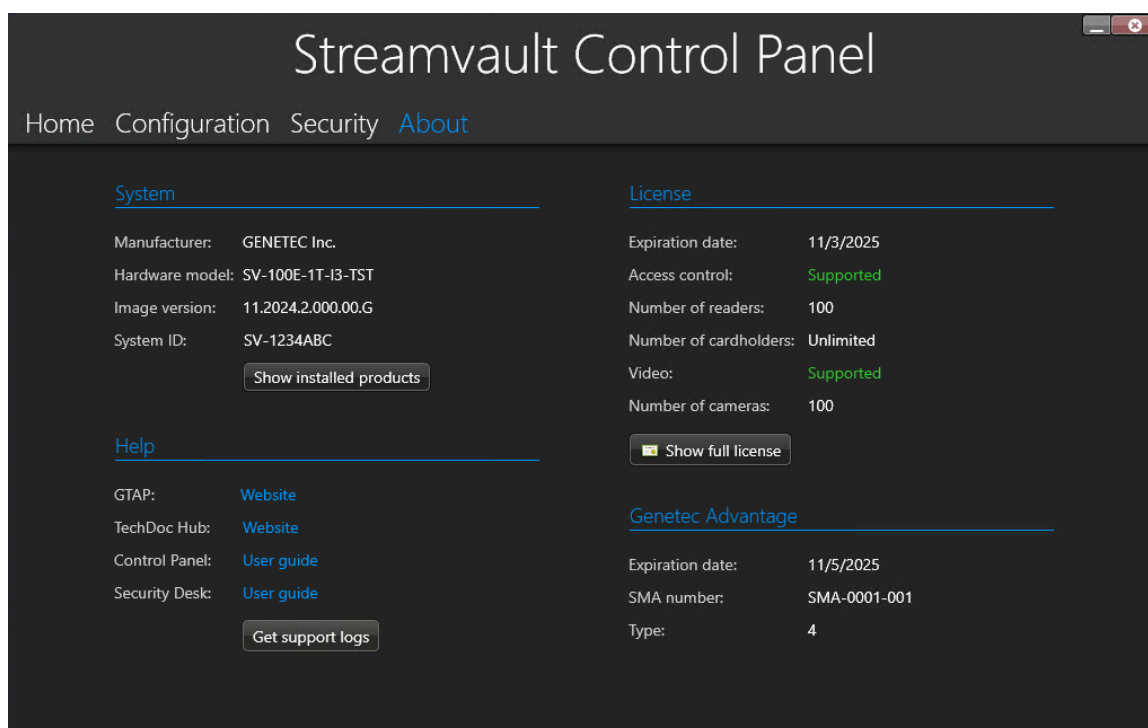 Streamvault Control Panel
Home Configuration Security About
System
Manufacturer: GENETEC Inc.
Hardware model: SV-100E-1T-I3-TST
Image version: 11.2024.2.000.00.G
System ID: SV-1234ABC
Show installed products
Help
GTAP: Website
TechDoc Hub: Website
Control Panel: User guide
Security Desk: User guide
Get support logs
License
Expiration date: 11/3/2025
Access control: Supported
Number of readers: 100
Number of cardholders: Unlimited
Video: Supported
Number of cameras: 100
Show full license
Genetec Advantage
Expiration date: 11/5/2025
SMA number: SMA-0001-001
Type: 4